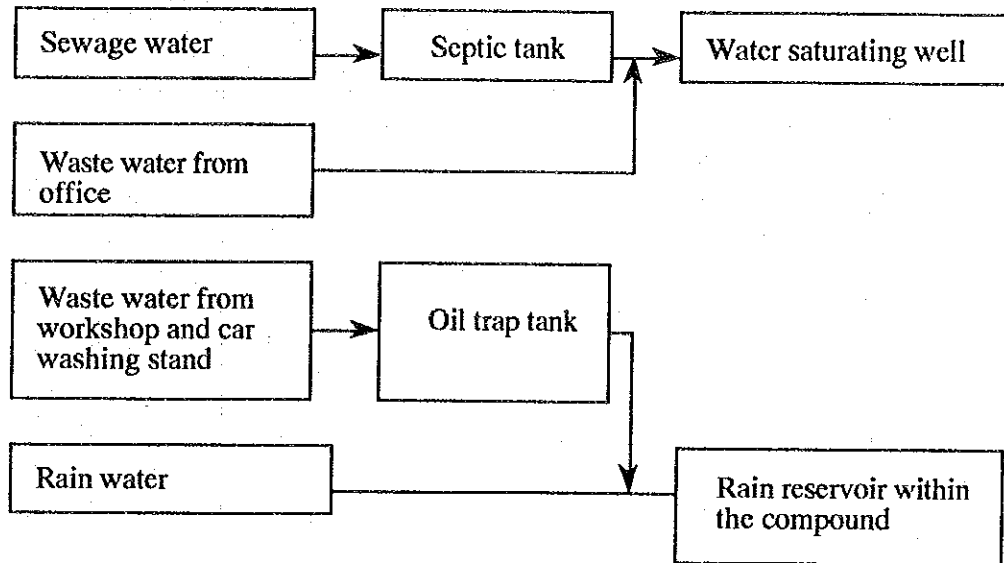 Sewage water
Septic tank
Water saturating well
Waste water from
office
Waste water from
workshop and car
washing stand
Oil trap tank
Rain water
Rain reservoir within
the compound